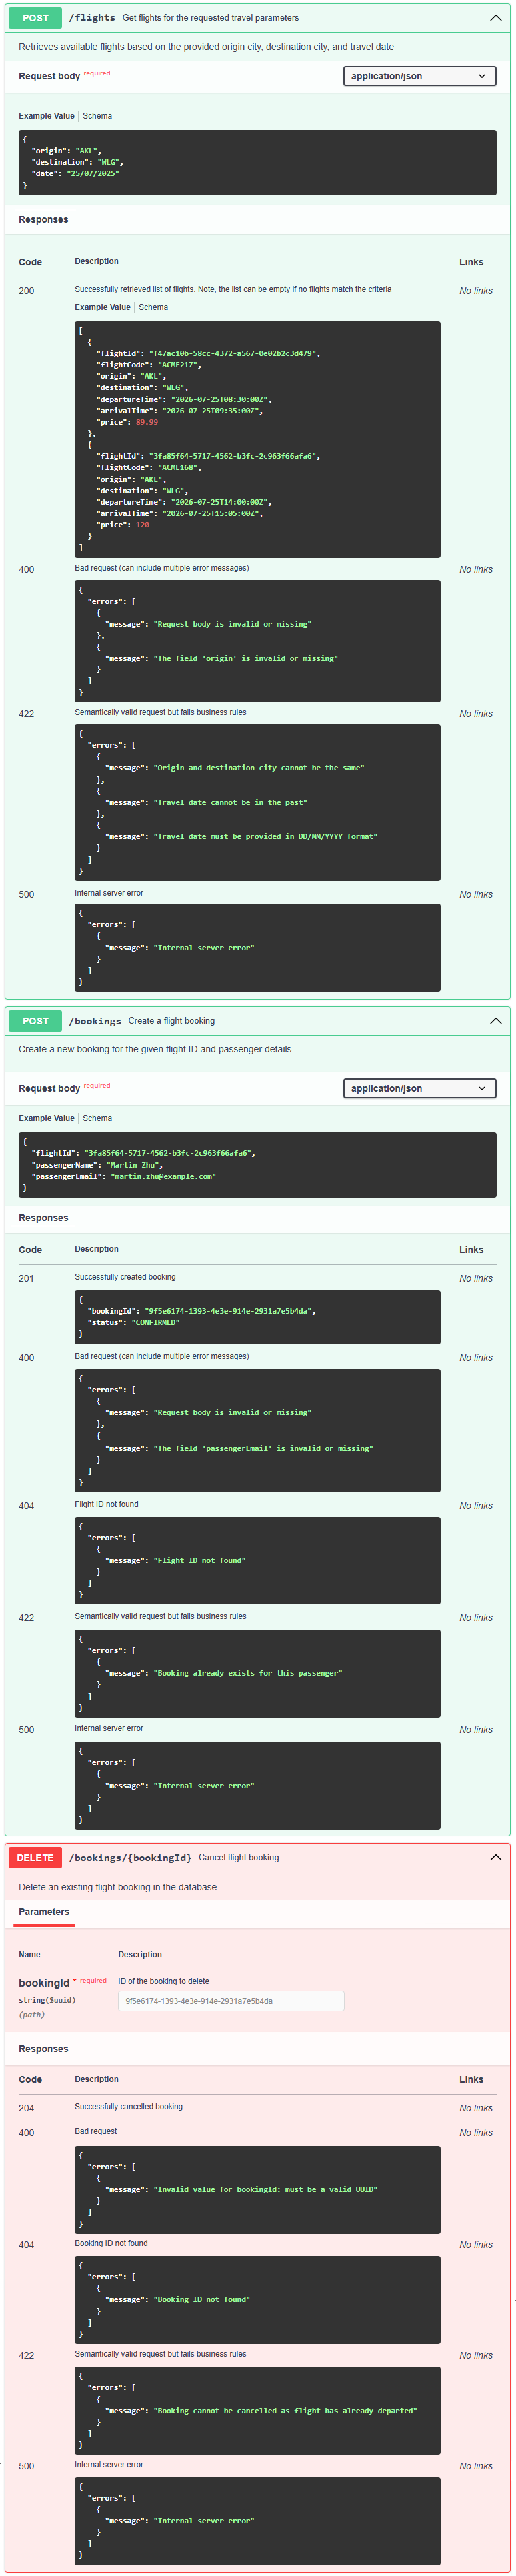 POST /flights Get flights for the requested travel parameters
Retrieves available flights based on the provided origin city, destination city, and travel date
Request body required application/json
Example Value Schema
{
"origin": "AKL",
"destination": "WLG",
"date": "25/07/2025"
}
Responses
Code Description Links
200 Successfully retrieved list of flights. Note, the list can be empty if no flights match the criteria No links
Example Value Schema
[
{
"flightId": "f47ac10b-58cc-4372-a567-0e02b2c3d479",
"flightCode": "ACME217",
"origin": "AKL",
"destination": "WLG",
"departureTime": "2026-07-25T08:30:00Z",
"arrivalTime": "2026-07-25T09:35:00Z",
"price": 89.99
},
{
"flightId": "3fa85f64-5717-4562-b3fc-2c963f66afa6",
"flightCode": "ACME168",
"origin": "AKL",
"destination": "WLG",
"departureTime": "2026-07-25T14:00:00Z",
"arrivalTime": "2026-07-25T15:05:00Z",
"price": 120
}
]
400 Bad request (can include multiple error messages) No links
{
"errors": [
{
"message": "Request body is invalid or missing"
},
{
"message": "The field 'origin' is invalid or missing"
}
]
}
422 Semantically valid request but fails business rules No links
{
"errors": [
{
"message": "Origin and destination city cannot be the same"
},
{
"message": "Travel date cannot be in the past"
},
{
"message": "Travel date must be provided in DD/MM/YYYY format"
}
]
}
500 Internal server error No links
{
"errors": [
{
"message": "Internal server error"
}
]
}
POST /bookings Create a flight booking
Create a new booking for the given flight ID and passenger details
Request body required application/json
Example Value Schema
{
"flightId": "3fa85f64-5717-4562-b3fc-2c963f66afa6",
"passengerName": "Martin Zhu",
"passengerEmail": "martin.zhu@example.com"
}
Responses
Code Description Links
201 Successfully created booking No links
{
"bookingId": "9f5e6174-1393-4e3e-914e-2931a7e5b4da",
"status": "CONFIRMED"
}
400 Bad request (can include multiple error messages) No links
{
"errors": [
{
"message": "Request body is invalid or missing"
},
{
"message": "The field 'passengerEmail' is invalid or missing"
}
]
}
404 Flight ID not found No links
{
"errors": [
{
"message": "Flight ID not found"
}
]
}
422 Semantically valid request but fails business rules No links
{
"errors": [
{
"message": "Booking already exists for this passenger"
}
]
}
500 Internal server error No links
{
"errors": [
{
"message": "Internal server error"
}
]
}
DELETE /bookings/{bookingId} Cancel flight booking
Delete an existing flight booking in the database
Parameters
Name Description
bookingId * required ID of the booking to delete
string($uuid) 9f5e6174-1393-4e3e-914e-2931a7e5b4da
(path)
Responses
Code Description Links
204 Successfully cancelled booking No links
400 Bad request No links
{
"errors": [
{
"message": "Invalid value for bookingId: must be a valid UUID"
}
]
}
404 Booking ID not found No links
{
"errors": [
{
"message": "Booking ID not found"
}
]
}
422 Semantically valid request but fails business rules No links
{
"errors": [
{
"message": "Booking cannot be cancelled as flight has already departed"
}
]
}
500 Internal server error No links
{
"errors": [
{
"message": "Internal server error"
}
]
}